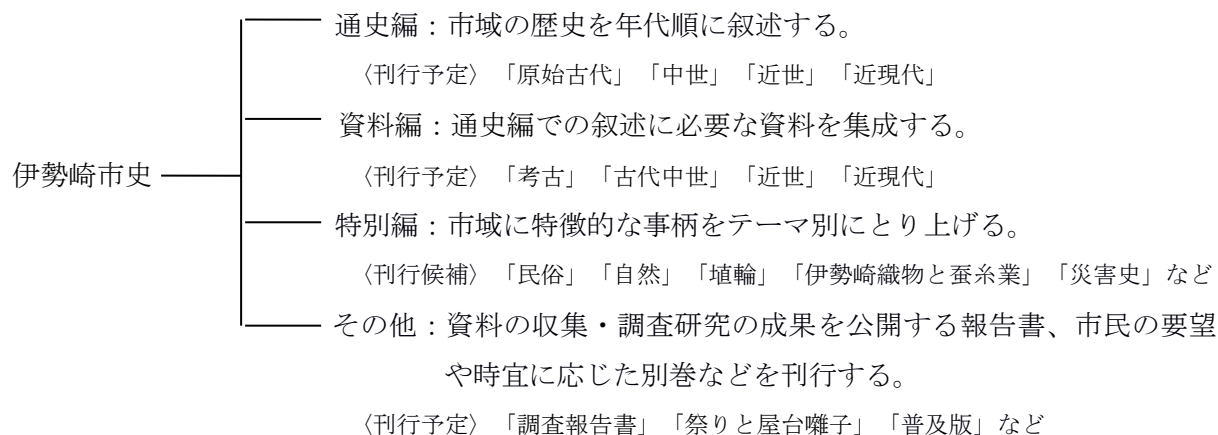 通史編：市域の歴史を年代順に叙述する。
〈刊行予定〉「原始古代」「中世」「近世」「近現代」
資料編：通史編での叙述に必要な資料を集成する。
伊勢崎市史
〈刊行予定〉「考古」「古代中世」「近世」「近現代」
特別編：市域に特徴的な事柄をテーマ別にとり上げる。
〈刊行候補〉「民俗」「自然」「埴輪」「伊勢崎織物と蚕糸業」「災害史」など
その他：資料の収集・調査研究の成果を公開する報告書、市民の要望
や時宜に応じた別巻などを刊行する。
〈刊行予定〉「調査報告書」「祭りと屋台囃子」「普及版」など